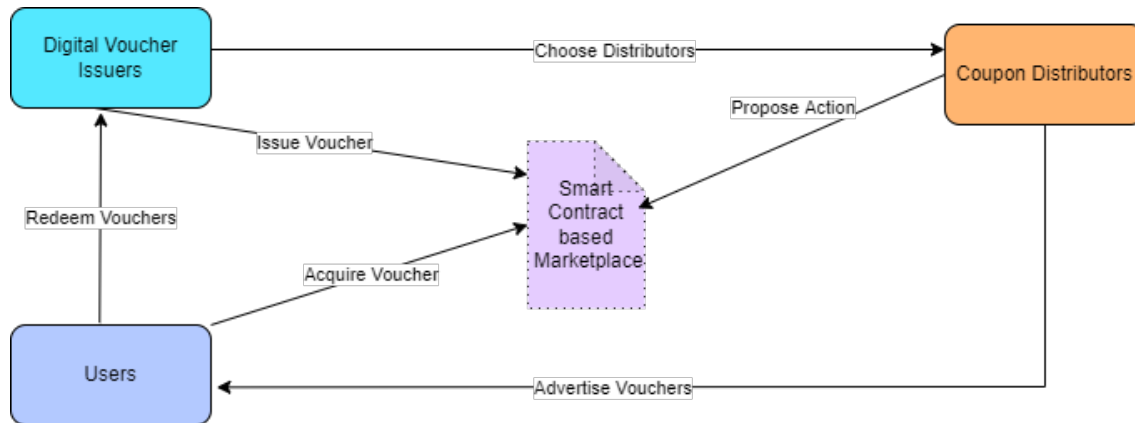 Digital Voucher
Issuers
Choose Distributors
Coupon Distributors
Propose Action
Issue Voucher
Smart
Contract
based
Marketplace
Redeem Vouchers
Acquire Voucher
Users
Advertise Vouchers